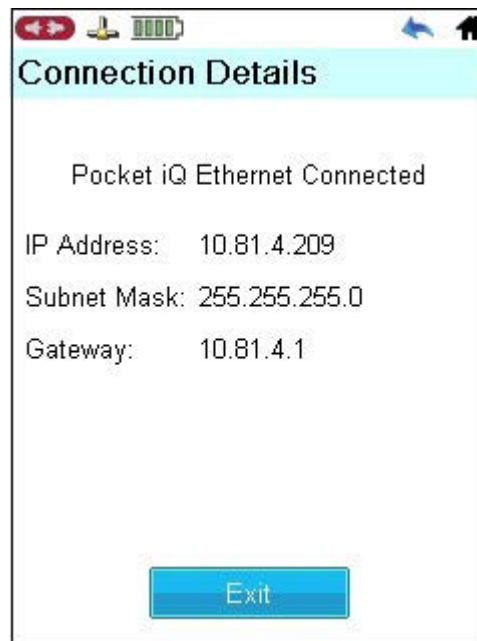 Connection Details
Pocket iQ Ethernet Connected
IP Address: 10.81.4.209
Subnet Mask: 255.255.255.0
Gateway: 10.81.4.1
Exit